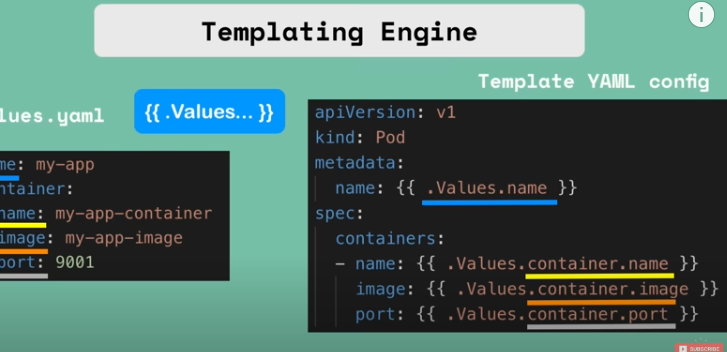 Templating Engine
i
Template YAML config
lues.yaml
{{ .Values... }}
me: my-app
ntainer:
name: my-app-container
image: my-app-image
port: 9001
apiVersion: v1
kind: Pod
metadata:
name: {{ .Values.name }}
spec:
containers:
- name: {{ .Values.container.name }}
image: {{ .Values.container.image }}
port: {{ .Values.container.port }}
SUBSCRIBE